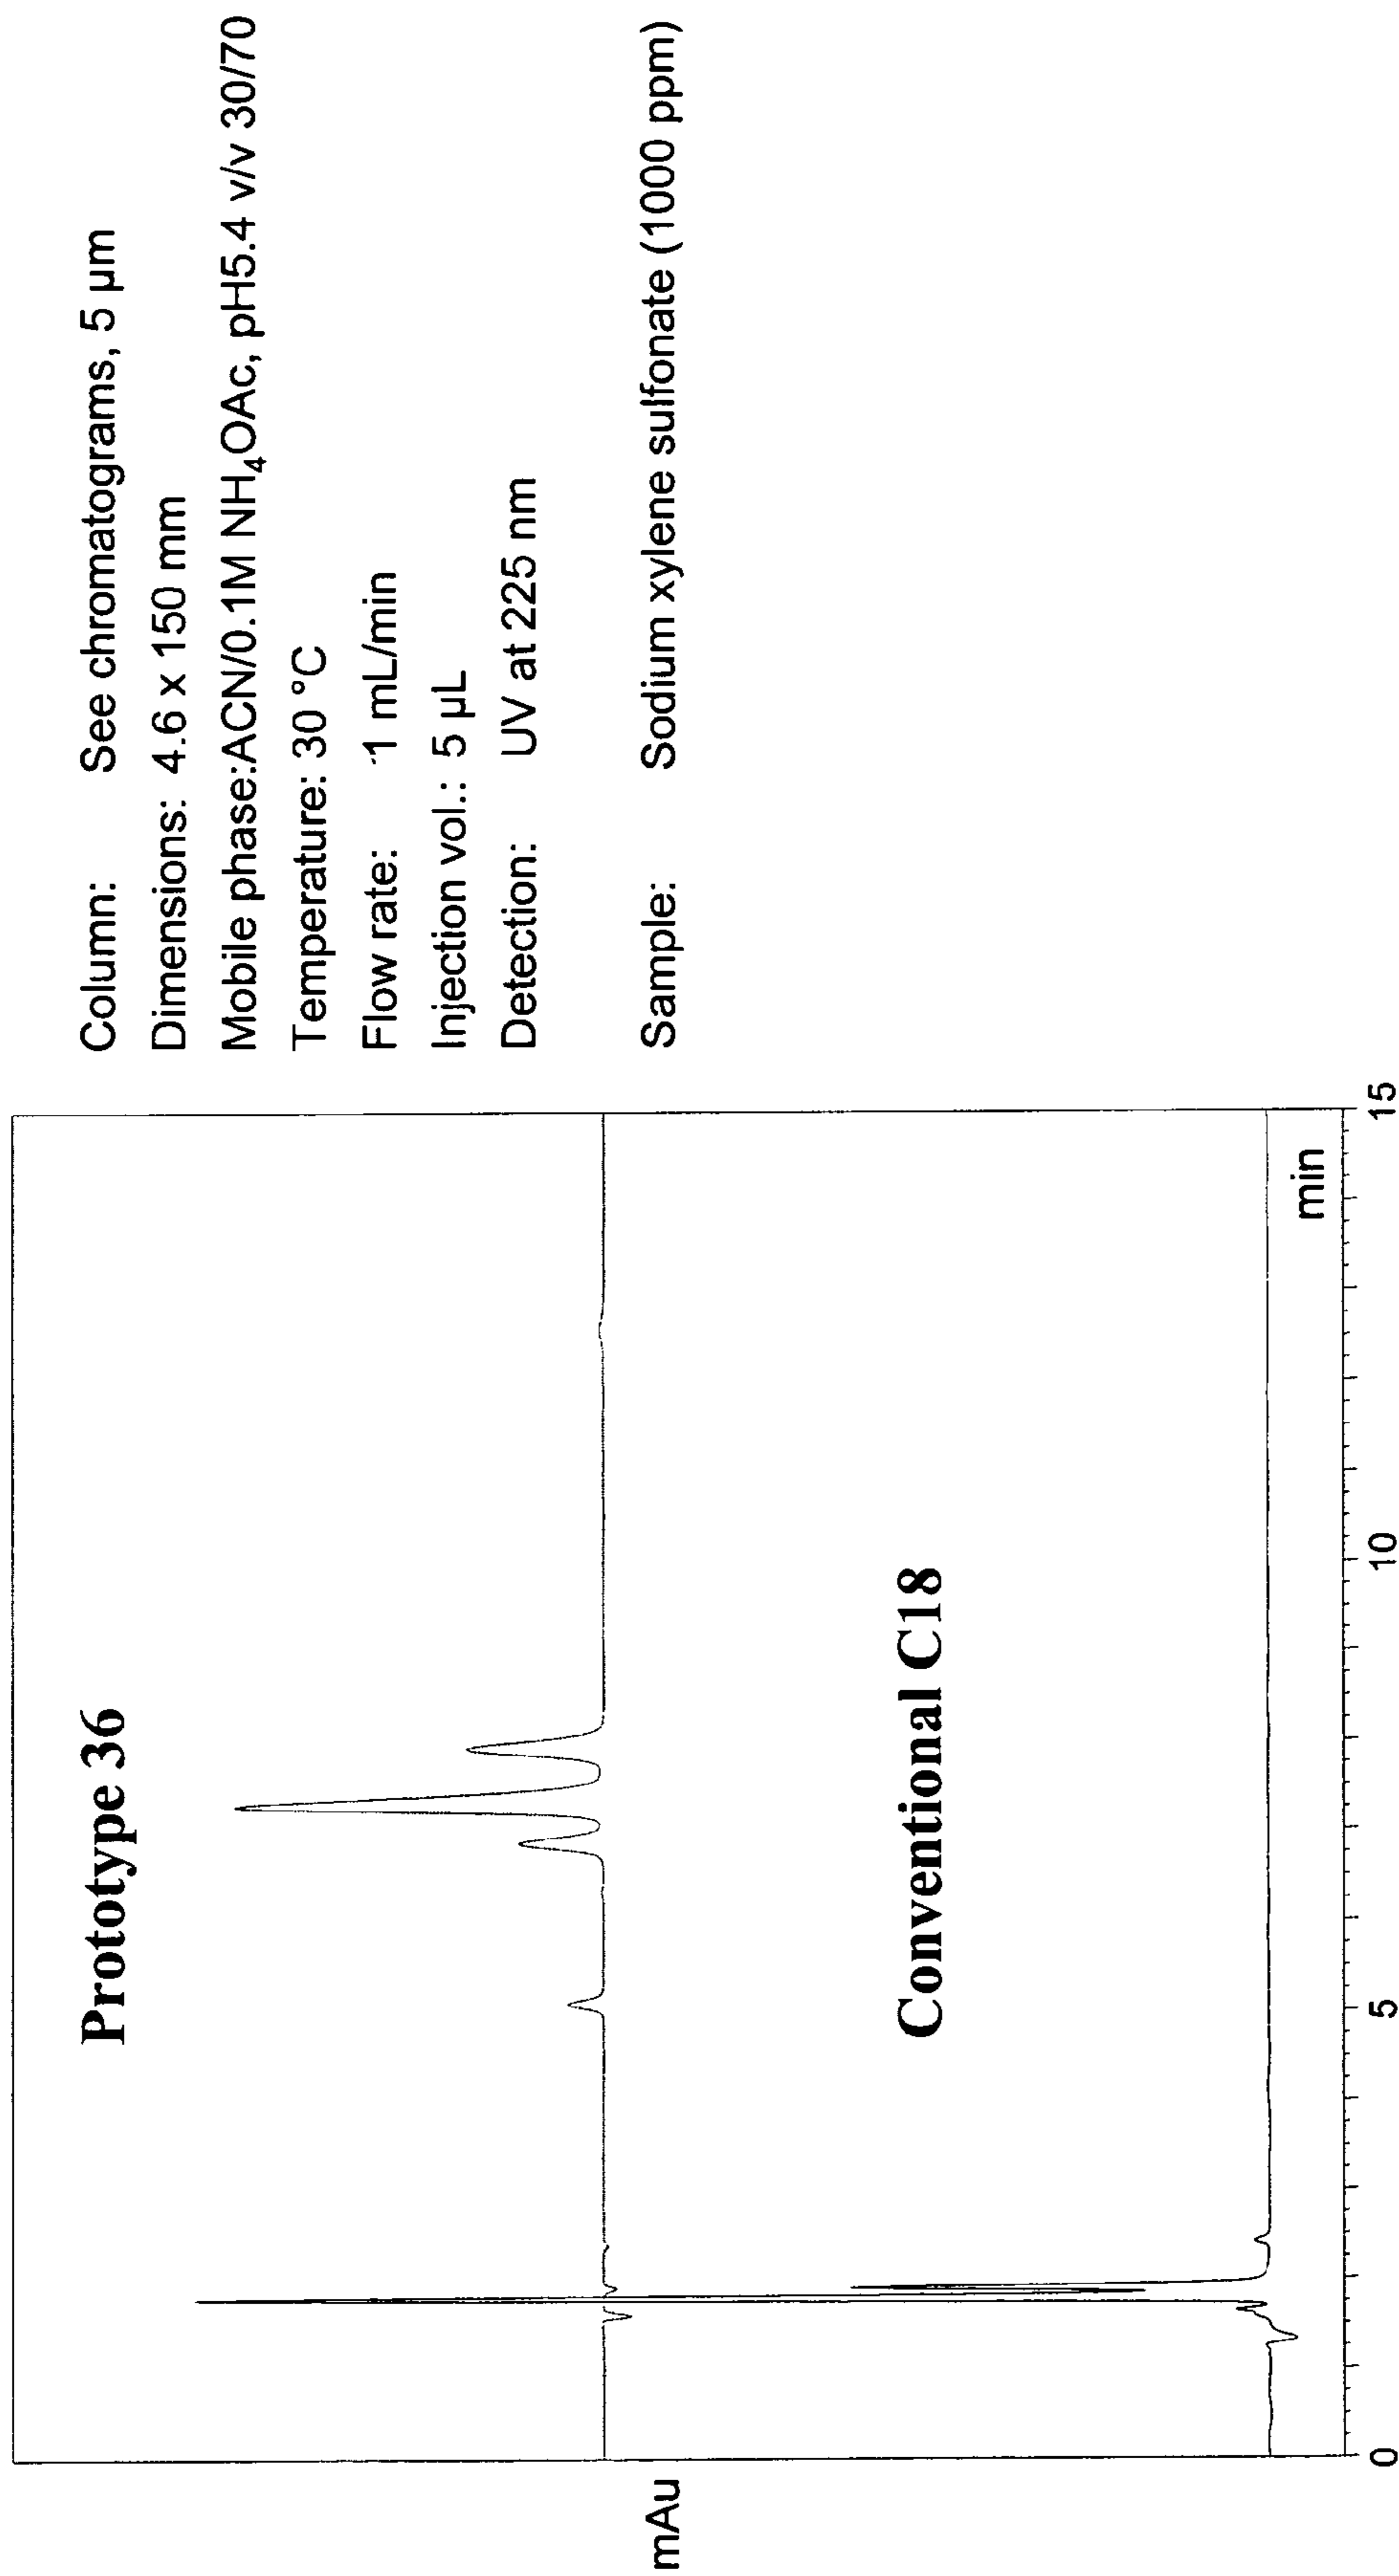 Prototype 36
Conventional C18
mAu
min
0
5
10
15
Column: See chromatograms, 5 µm
Dimensions: 4.6 x 150 mm
Mobile phase:ACN/0.1M NH₄OAc, pH5.4 v/v 30/70
Temperature: 30 °C
Flow rate: 1 mL/min
Injection vol.: 5 µL
Detection: UV at 225 nm
Sample: Sodium xylene sulfonate (1000 ppm)